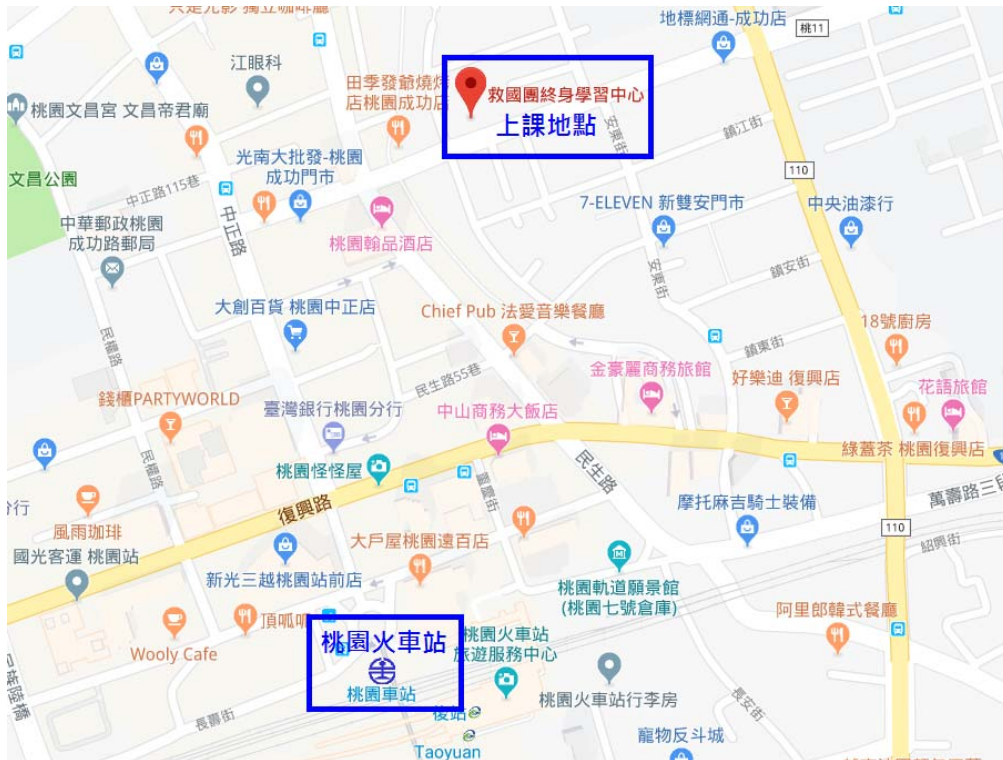 地標網通-成功店
桃11
江眼科
田季發爺燒烤
店桃園成功店
救國團終身學習中心
上課地點
桃園文昌宮 文昌帝君廟
安東街
鎮江街
光南大批發-桃園
成功門市
文昌公園
中正路115巷
110
中正路
7-ELEVEN 新雙安門市
中央油漆行
中華郵政桃園
成功路郵局
桃園翰品酒店
安東街
鎮安街
大創百貨 桃園中正店
Chief Pub 法愛音樂餐廳
18號廚房
民權路
鎮東街
民生路55巷
金豪麗商務旅館
好樂迪 復興店
花語旅館
錢櫃PARTYWORLD
臺灣銀行桃園分行
中山商務大飯店
綠蓋茶 桃園復興店
桃園怪怪屋
民權路
民生路
萬壽路三段
分行
復興路
摩托麻吉騎士裝備
110
風雨珈琲
大戶屋桃園遠百店
紹興街
國光客運 桃園站
新光三越桃園站前店
桃園軌道願景館
(桃園七號倉庫)
阿里郎韓式餐廳
頂呱呱
桃園火車站
桃園火車站
旅遊服務中心
Wooly Cafe
桃園車站
桃園火車站行李房
長安街
長壽街
後站
寵物反斗城
Taoyuan